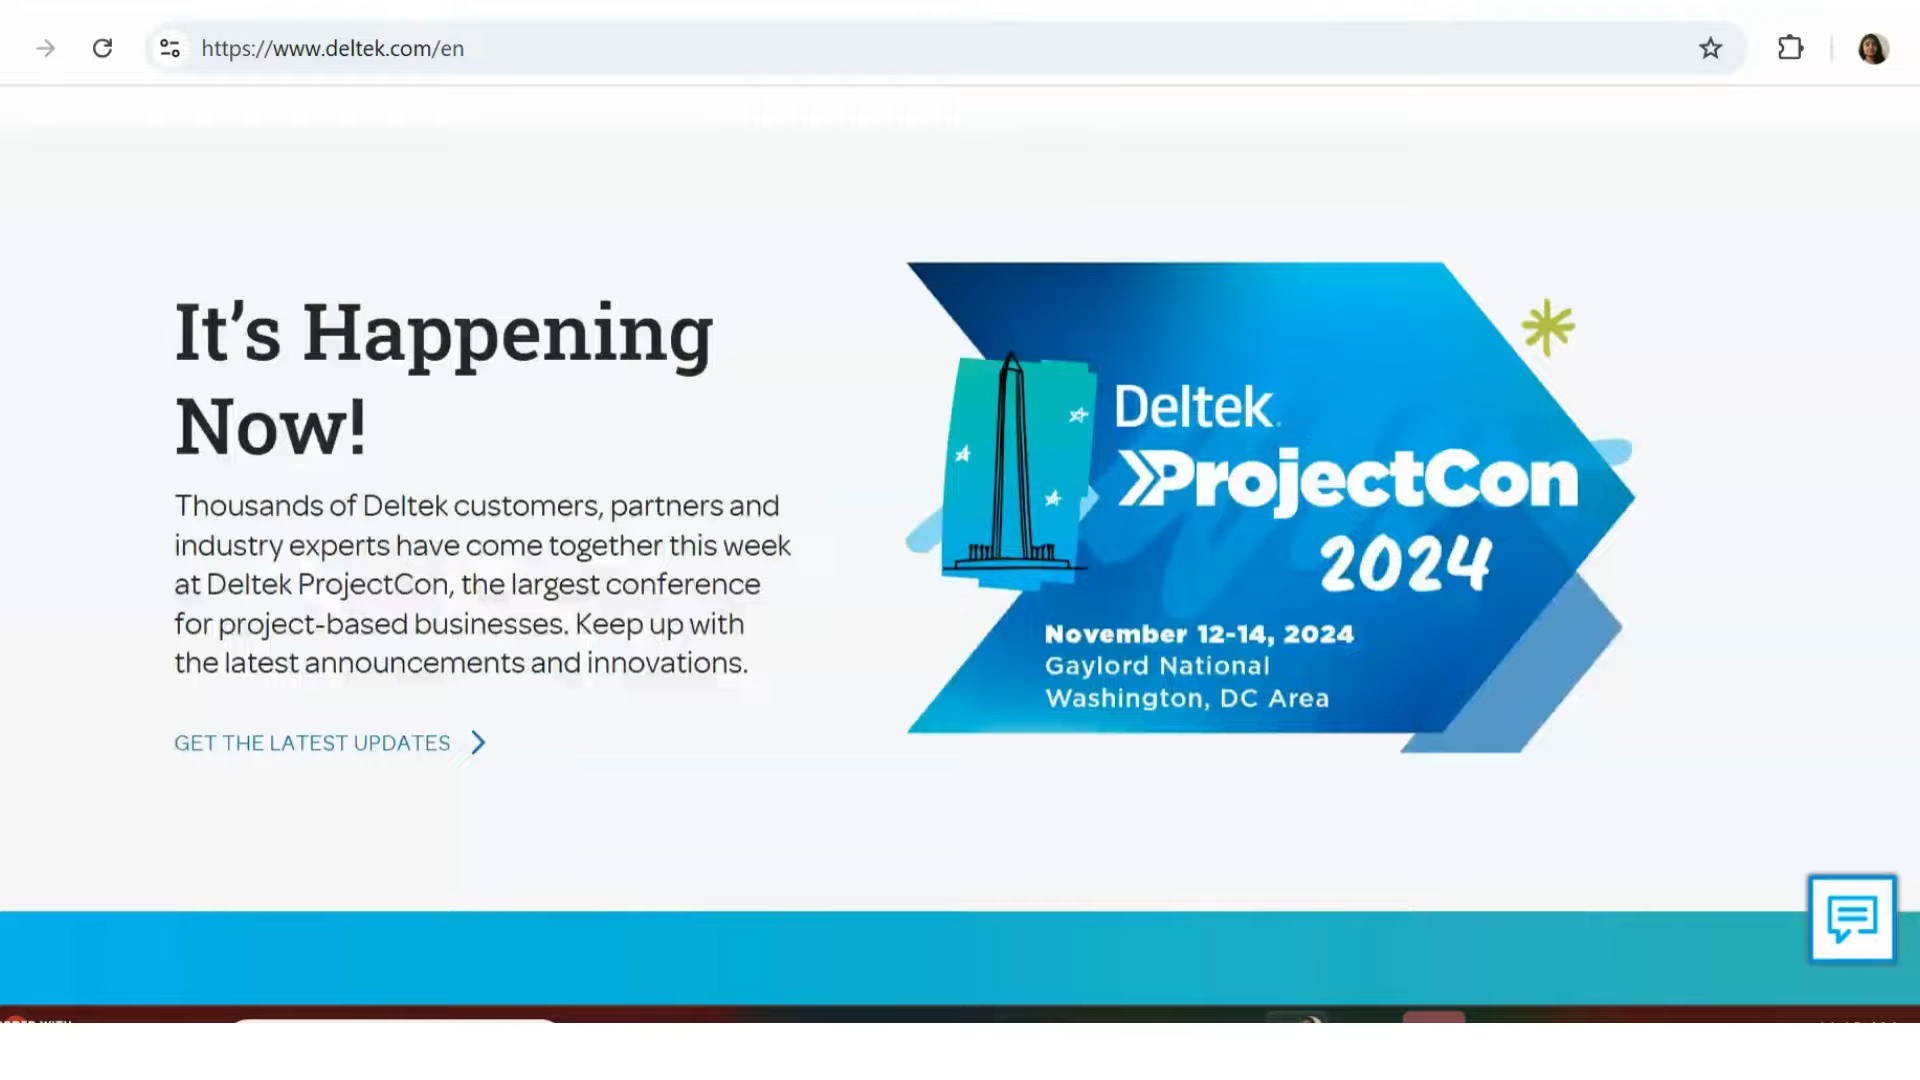 https://www.deltek.com/en
It’s Happening
Now!
Thousands of Deltek customers, partners and
industry experts have come together this week
at Deltek ProjectCon, the largest conference
for project-based businesses. Keep up with
the latest announcements and innovations.
GET THE LATEST UPDATES
Deltek.
ProjectCon
2024
November 12-14, 2024
Gaylord National
Washington, DC Area